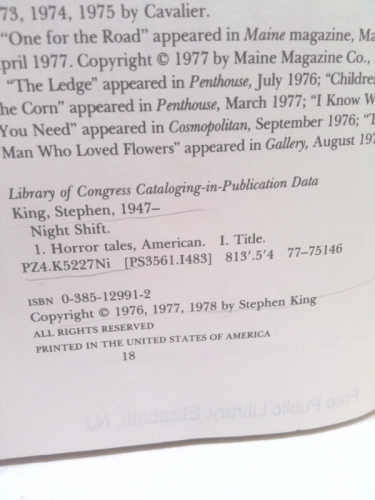 73, 1974, 1975 by Cavalier.
"One for the Road" appeared in Maine magazine, Ma
April 1977. Copyright © 1977 by Maine Magazine Co.,
"The Ledge" appeared in Penthouse, July 1976; "Children
he Corn" appeared in Penthouse, March 1977; "I Know W
You Need" appeared in Cosmopolitan, September 1976; "T
Man Who Loved Flowers" appeared in Gallery, August 197
Library of Congress Cataloging-in-Publication Data
King, Stephen, 1947–
Night Shift.
1. Horror tales, American. I. Title.
PZ4.K5227Ni [PS3561.I483] 813'.5'4 77-75146
ISBN 0-385-12991-2
Copyright © 1976, 1977, 1978 by Stephen King
ALL RIGHTS RESERVED
PRINTED IN THE UNITED STATES OF AMERICA
18
Free Public Library, Elizabeth, NJ